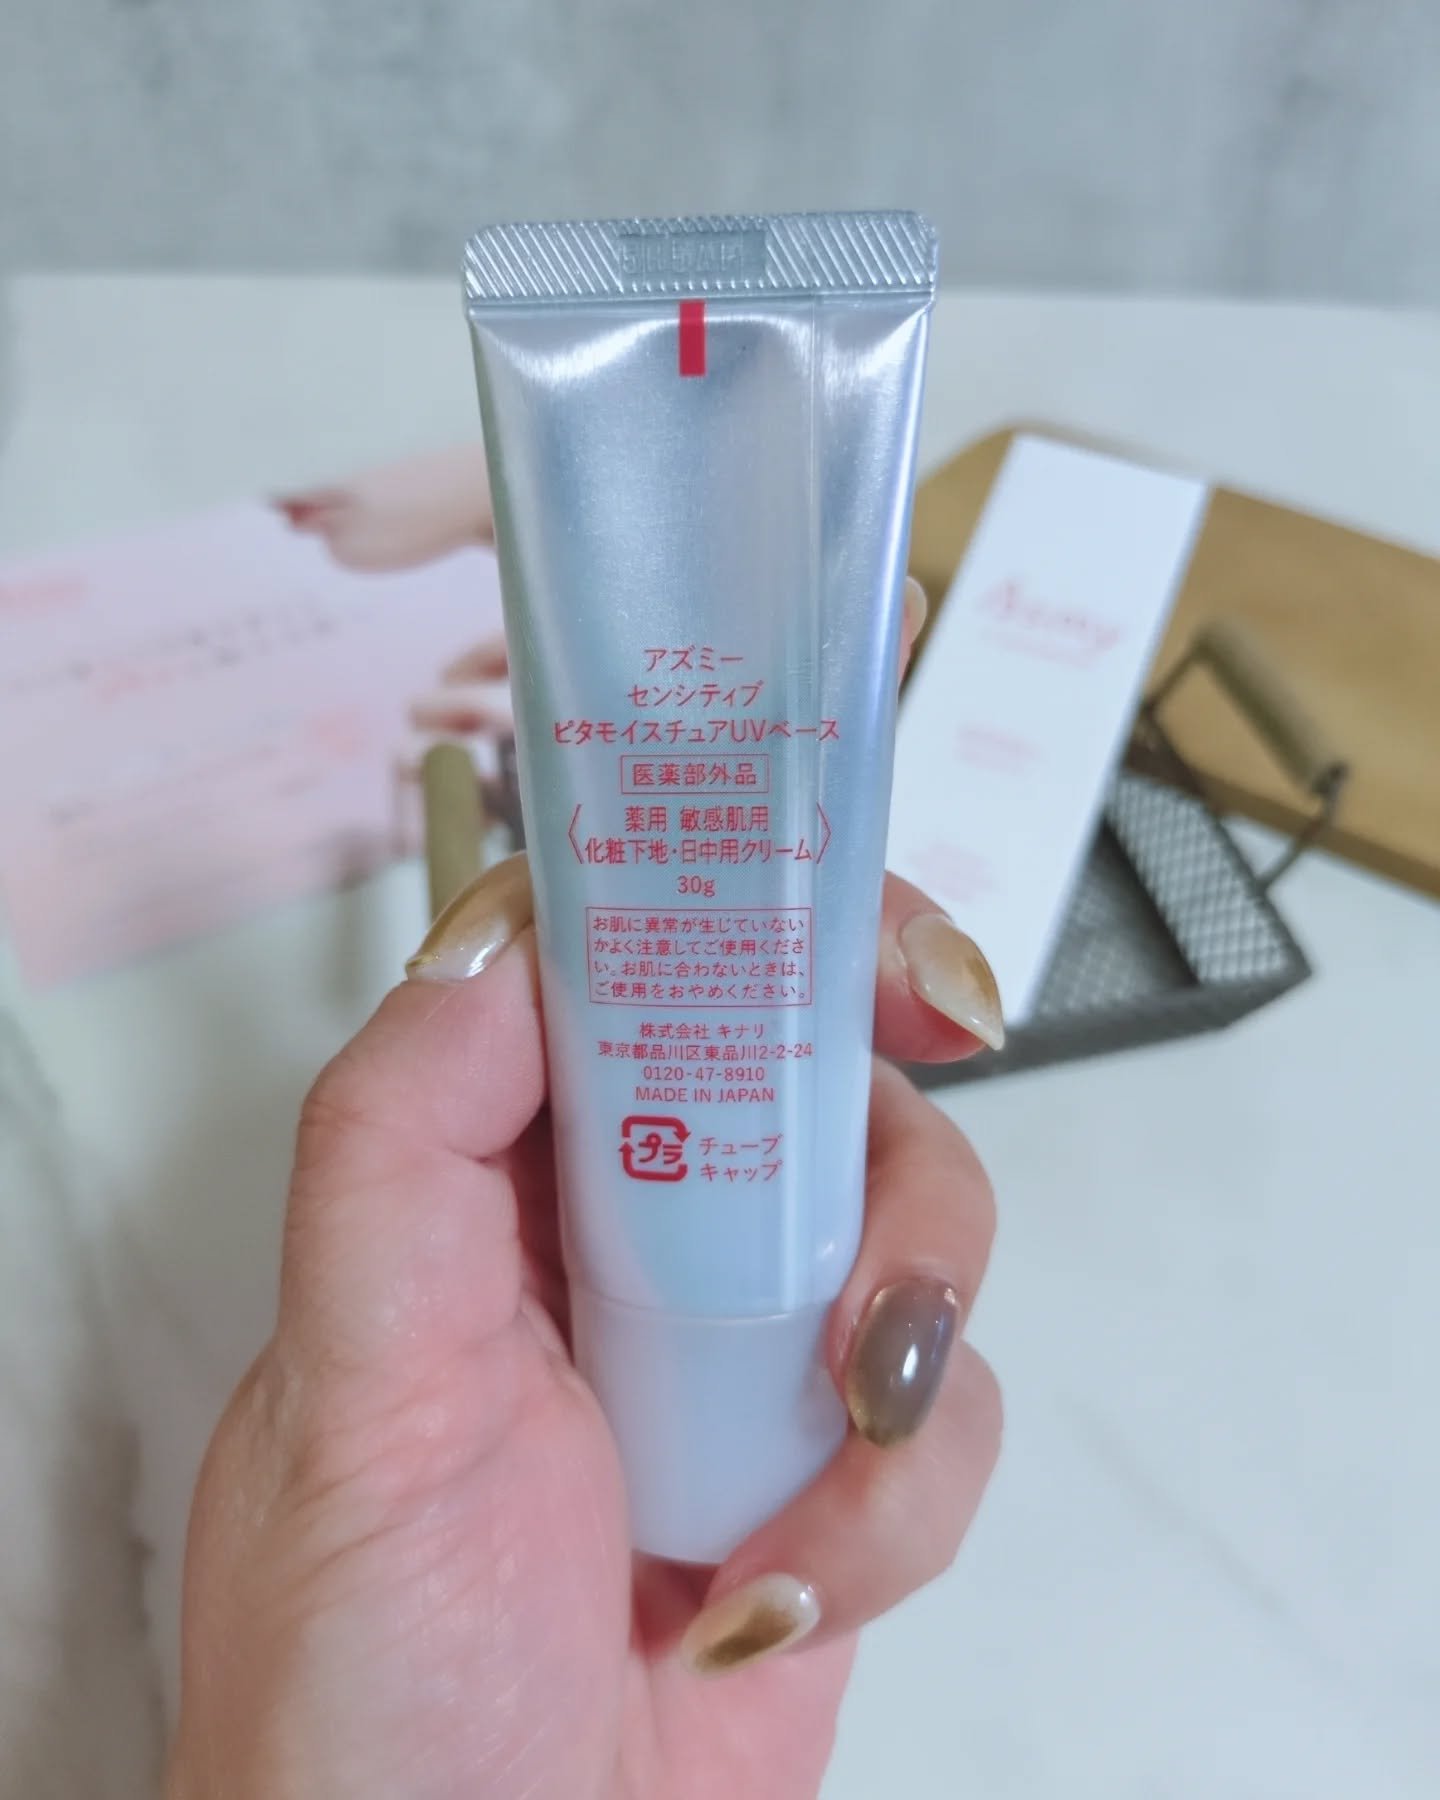 アズミー
センシティブ
ピタモイスチュアUVベース
医薬部外品
薬用 敏感肌用
化粧下地・日中用クリーム
30g
お肌に異常が生じていない
かよく注意してご使用くださ
い。お肌に合わないときは、
ご使用をおやめください。
株式会社 キナリ
東京都品川区東品川2-2-24
0120-47-8910
MADE IN JAPAN
プラ チューブ
キャップ